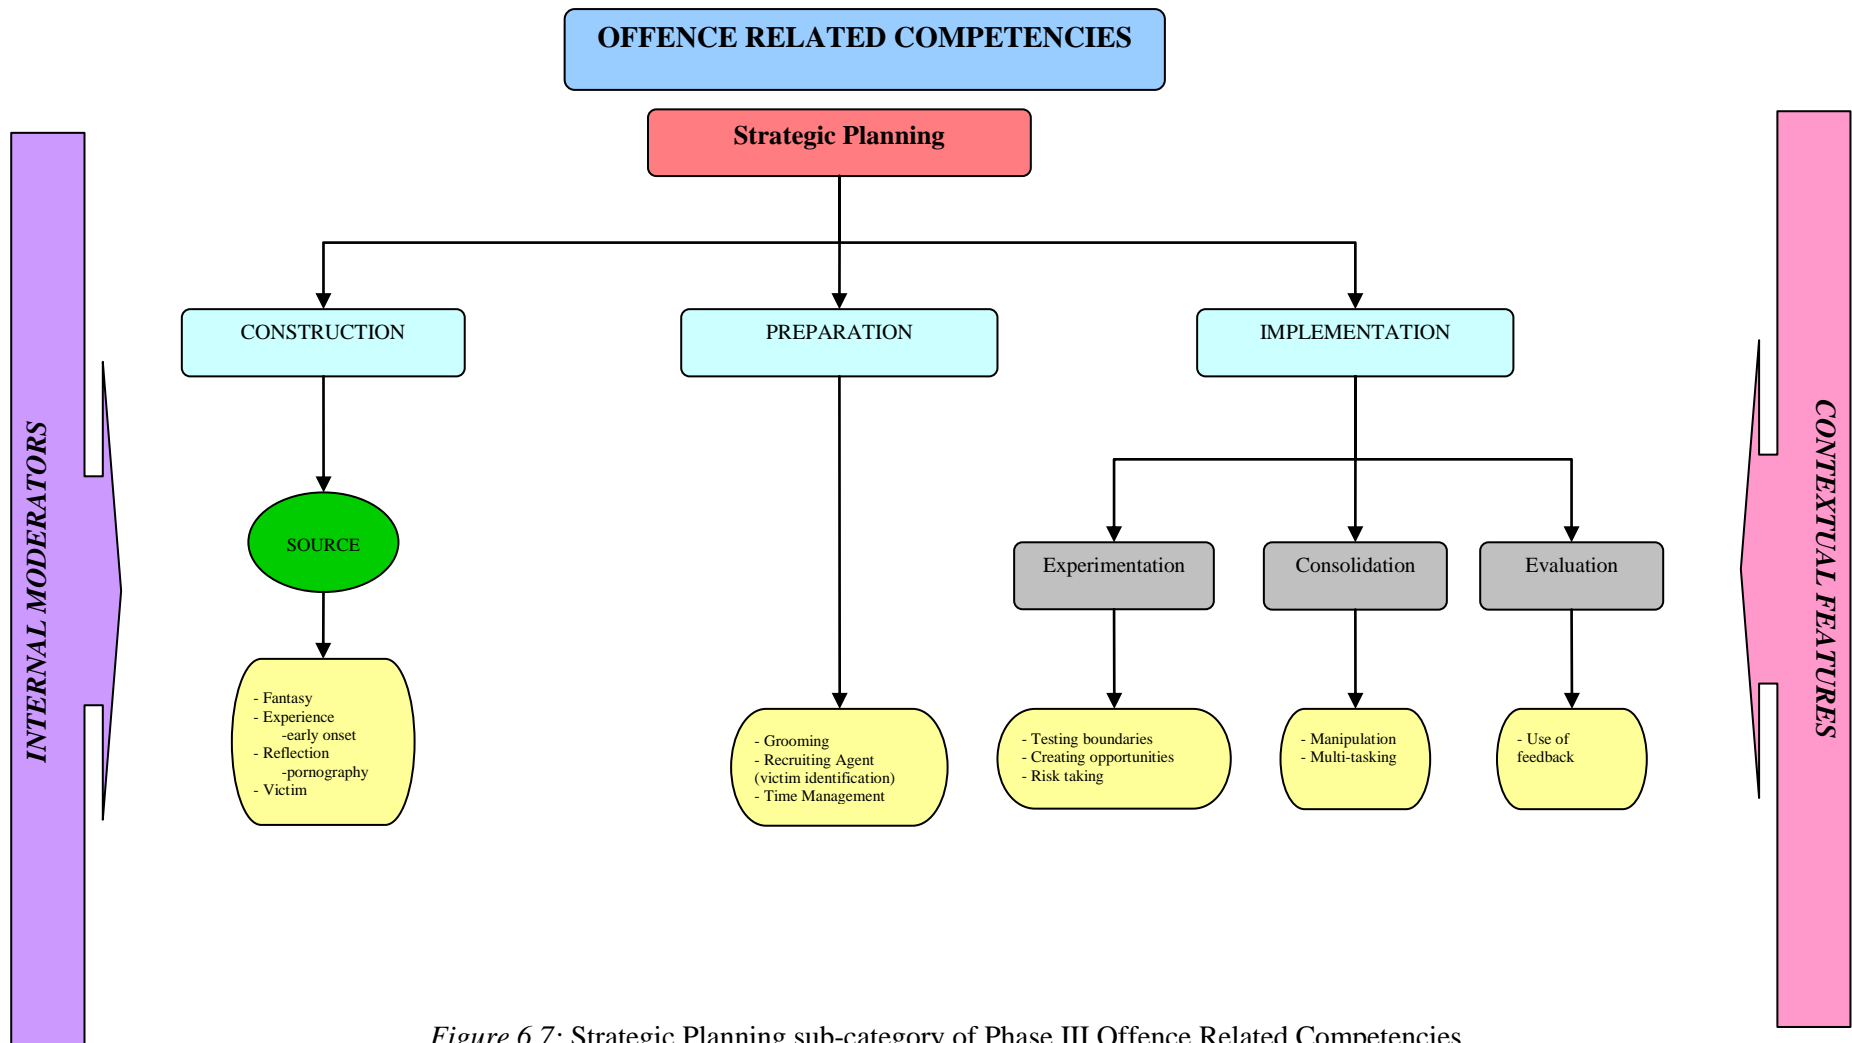 OFFENCE RELATED COMPETENCIES
Strategic Planning
INTERNAL MODERATORS
CONTEXTUAL FEATURES
CONSTRUCTION
PREPARATION
IMPLEMENTATION
SOURCE
Experimentation
Consolidation
Evaluation
- Fantasy
- Experience
-early onset
- Reflection
-pornography
- Victim
- Grooming
- Recruiting Agent
(victim identification)
- Time Management
- Testing boundaries
- Creating opportunities
- Risk taking
- Manipulation
- Multi-tasking
- Use of
feedback
Figure 6.7: Strategic Planning sub-category of Phase III Offence Related Competencies